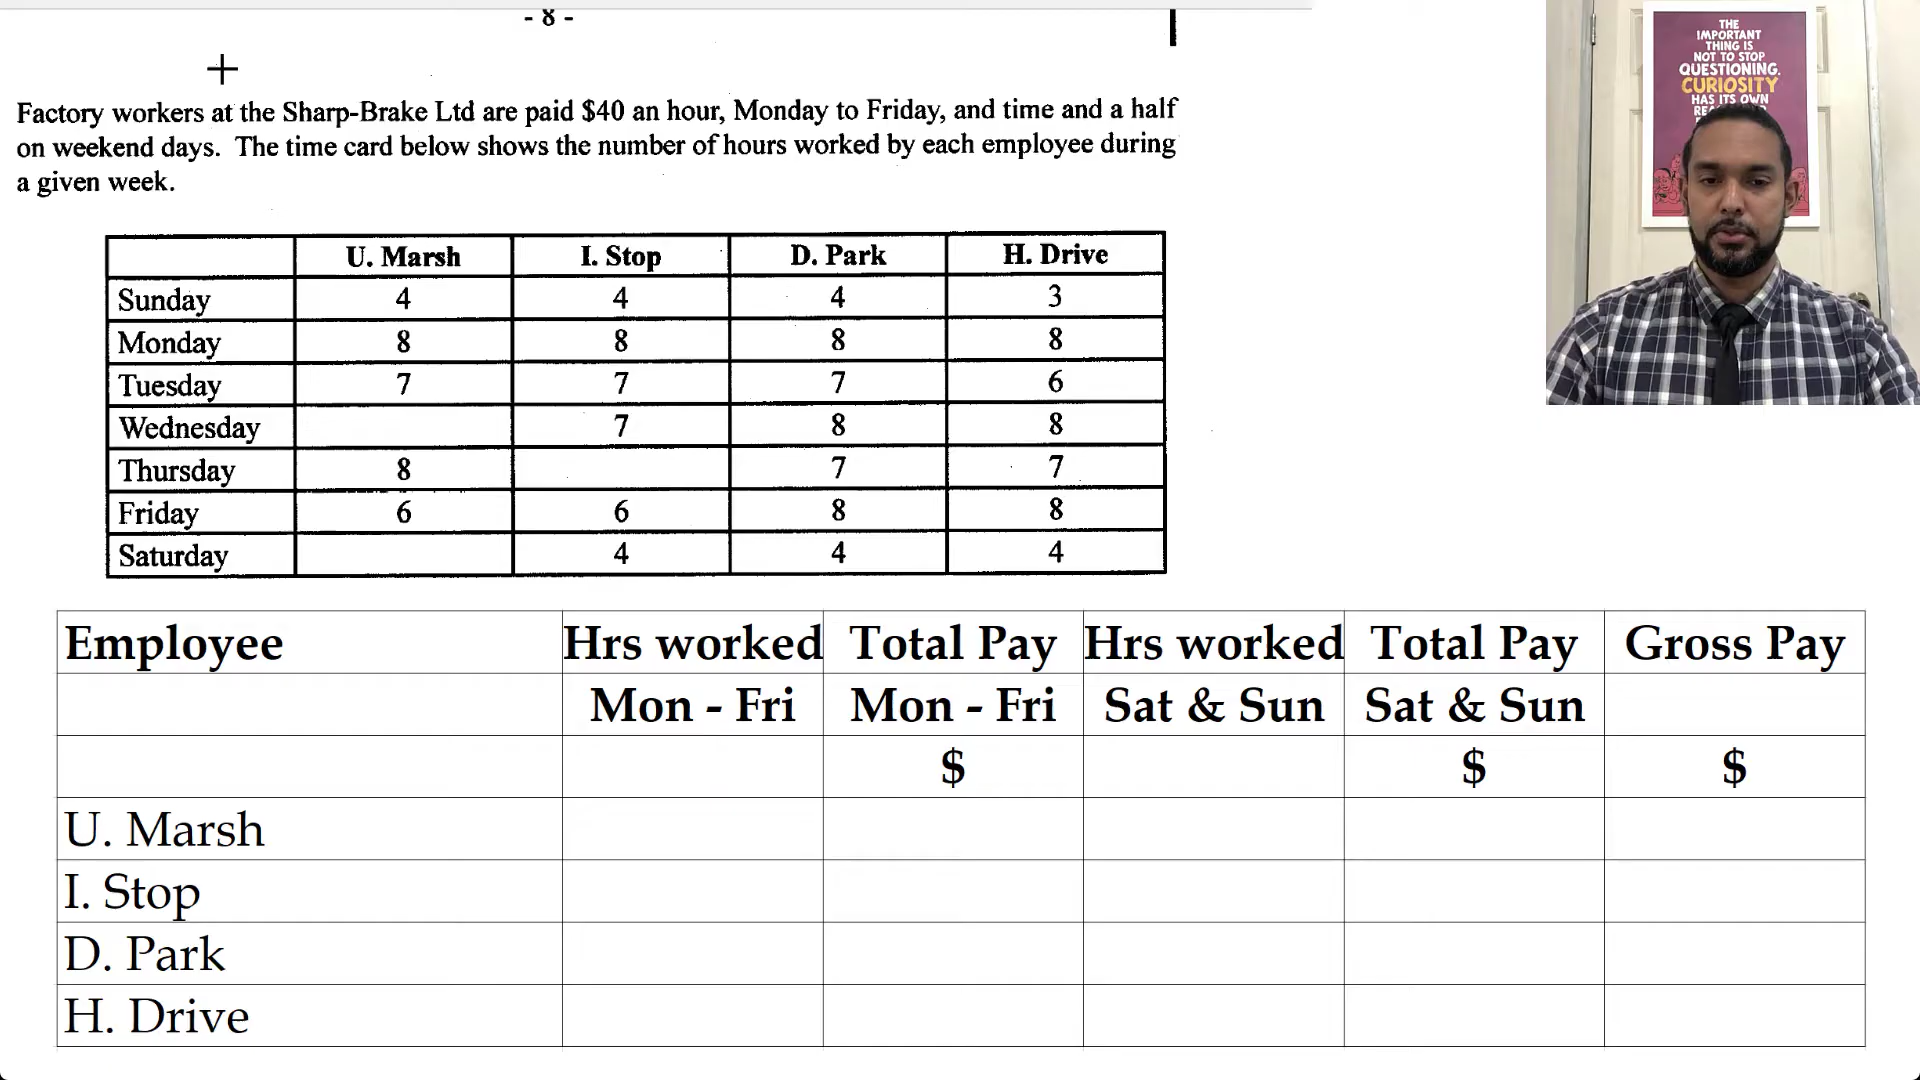 - 8 -
THE
IMPORTANT
THING IS
NOT TO STOP
QUESTIONING.
CURIOSITY
HAS ITS OWN
+
Factory workers at the Sharp-Brake Ltd are paid $40 an hour, Monday to Friday, and time and a half
on weekend days. The time card below shows the number of hours worked by each employee during
a given week.
U. Marsh I. Stop D. Park H. Drive
Sunday 4 4 4 3
Monday 8 8 8 8
Tuesday 7 7 7 6
Wednesday 7 8 8
Thursday 8 7 7
Friday 6 6 8 8
Saturday 4 4 4
Employee Hrs worked Total Pay Hrs worked Total Pay Gross Pay
Mon - Fri Mon - Fri Sat & Sun Sat & Sun
$ $ $
U. Marsh
I. Stop
D. Park
H. Drive